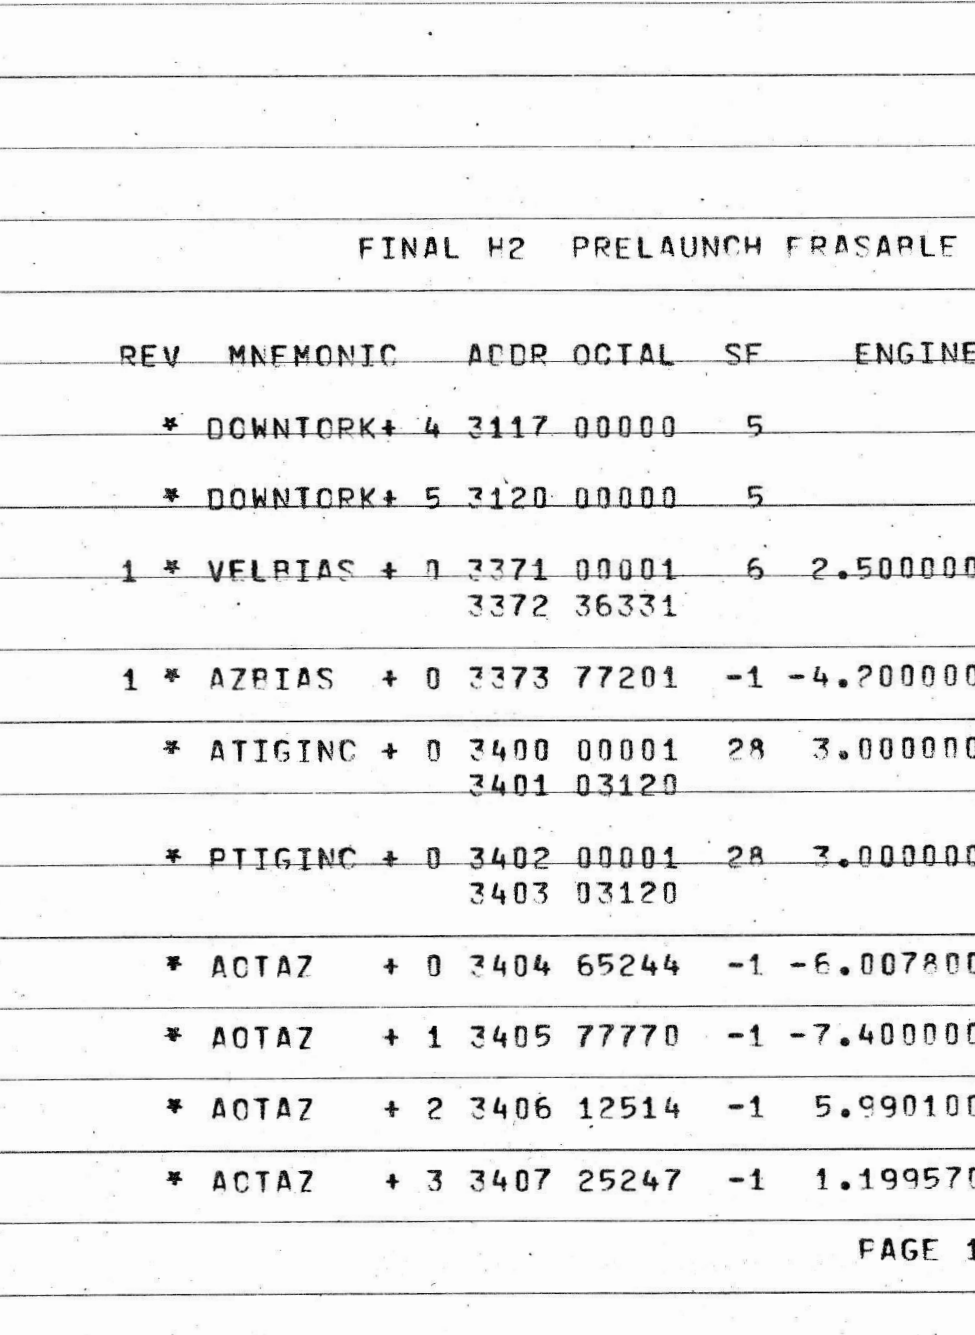 FINAL H2 PRELAUNCH ERASABLE
REV MNEMONIC ADDR OCTAL SF ENGINE
* DOWNTORK+ 4 3117 00000 5
* DOWNTORK+ 5 3120 00000 5
1 * VELBIAS + 0 3371 00001 6 2.500000
3372 36331
1 * AZBIAS + 0 3373 77201 -1 -4.200000
* ATIGINC + 0 3400 00001 28 3.000000
3401 03120
* PTIGINC + 0 3402 00001 28 3.000000
3403 03120
* AOTAZ + 0 3404 65244 -1 -6.007800
* AOTAZ + 1 3405 77770 -1 -7.400000
* AOTAZ + 2 3406 12514 -1 5.990100
* AOTAZ + 3 3407 25247 -1 1.199570
PAGE 1